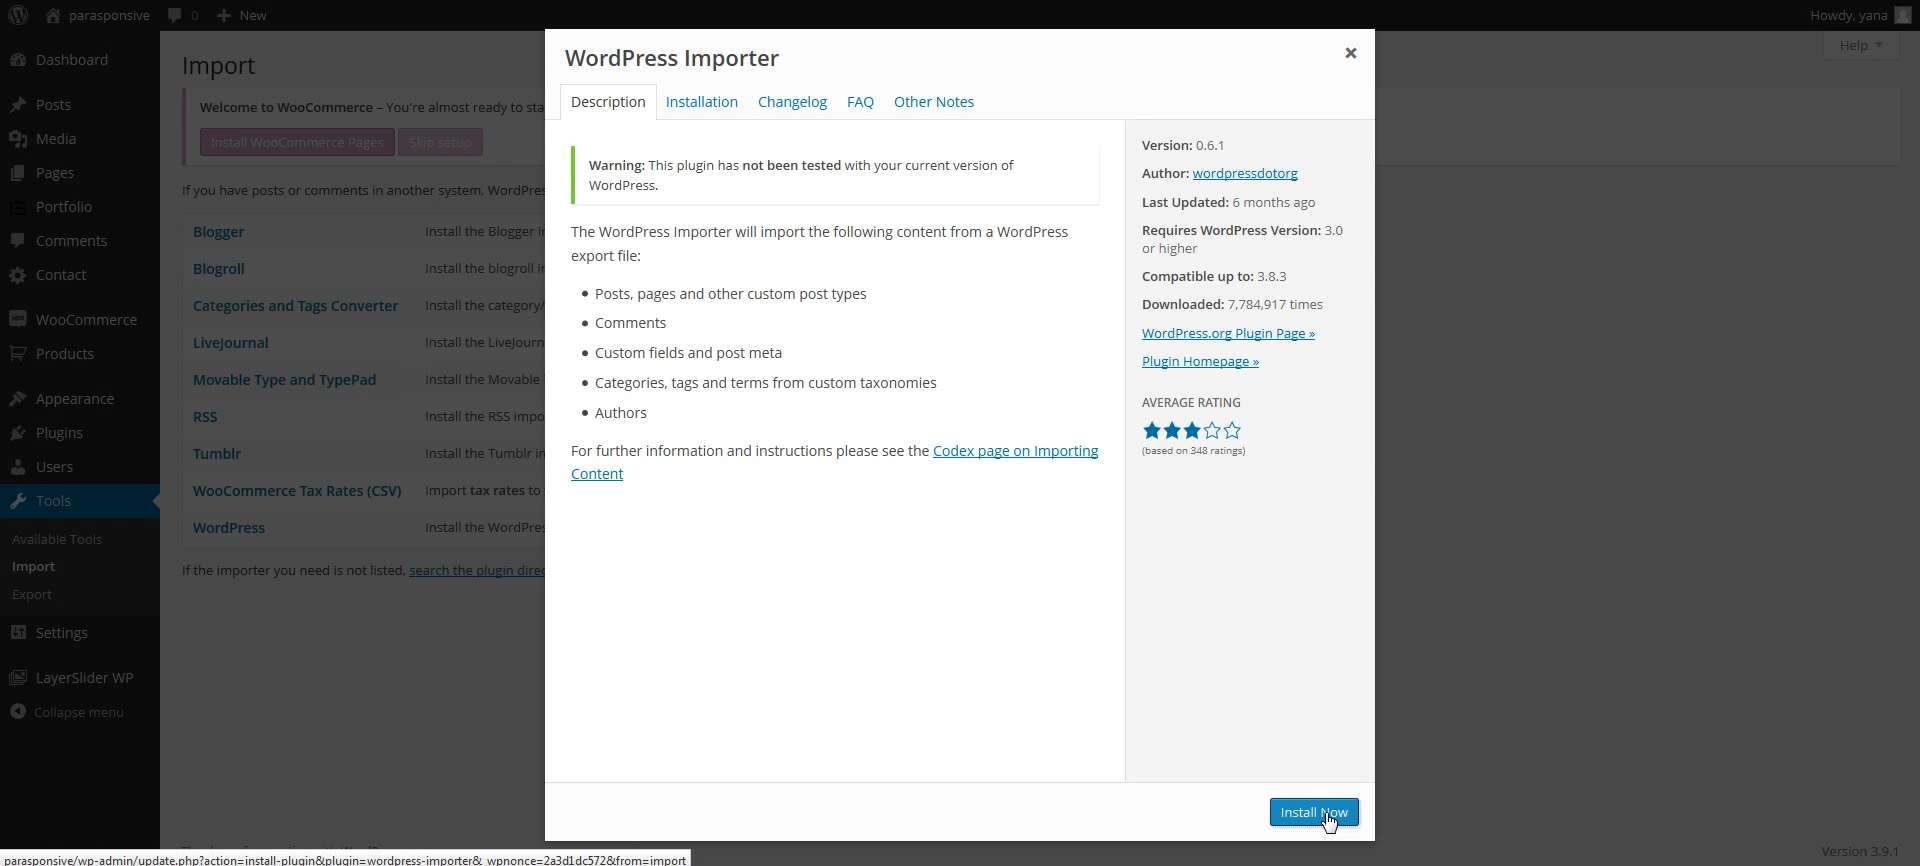 parasponsive 0 New Howdy, yana
Dashboard
Posts
Media
Pages
Portfolio
Comments
Contact
WooCommerce
Products
Appearance
Plugins
Users
Tools
Available Tools
Import
Export
Settings
LayerSlider WP
Collapse menu
Help
Import
Welcome to WooCommerce – You're almost ready to sta
Install WooCommerce Pages Skip setup
If you have posts or comments in another system, WordPres
Blogger Install the Blogger i
Blogroll Install the blogroll i
Categories and Tags Converter Install the category/
LiveJournal Install the LiveJourn
Movable Type and TypePad Install the Movable
RSS Install the RSS impo
Tumblr Install the Tumblr i
WooCommerce Tax Rates (CSV) Import tax rates to
WordPress Install the WordPre
If the importer you need is not listed, search the plugin direc
WordPress Importer
Description Installation Changelog FAQ Other Notes
Warning: This plugin has not been tested with your current version of
WordPress.
The WordPress Importer will import the following content from a WordPress
export file:
• Posts, pages and other custom post types
• Comments
• Custom fields and post meta
• Categories, tags and terms from custom taxonomies
• Authors
For further information and instructions please see the Codex page on Importing
Content
Version: 0.6.1
Author: wordpressdotorg
Last Updated: 6 months ago
Requires WordPress Version: 3.0
or higher
Compatible up to: 3.8.3
Downloaded: 7,784,917 times
WordPress.org Plugin Page »
Plugin Homepage »
AVERAGE RATING
(based on 348 ratings)
Install Now
Version 3.9.1
parasponsive/wp-admin/update.php?action=install-plugin&plugin=wordpress-importer&_wpnonce=2a3d1dc572&from=import